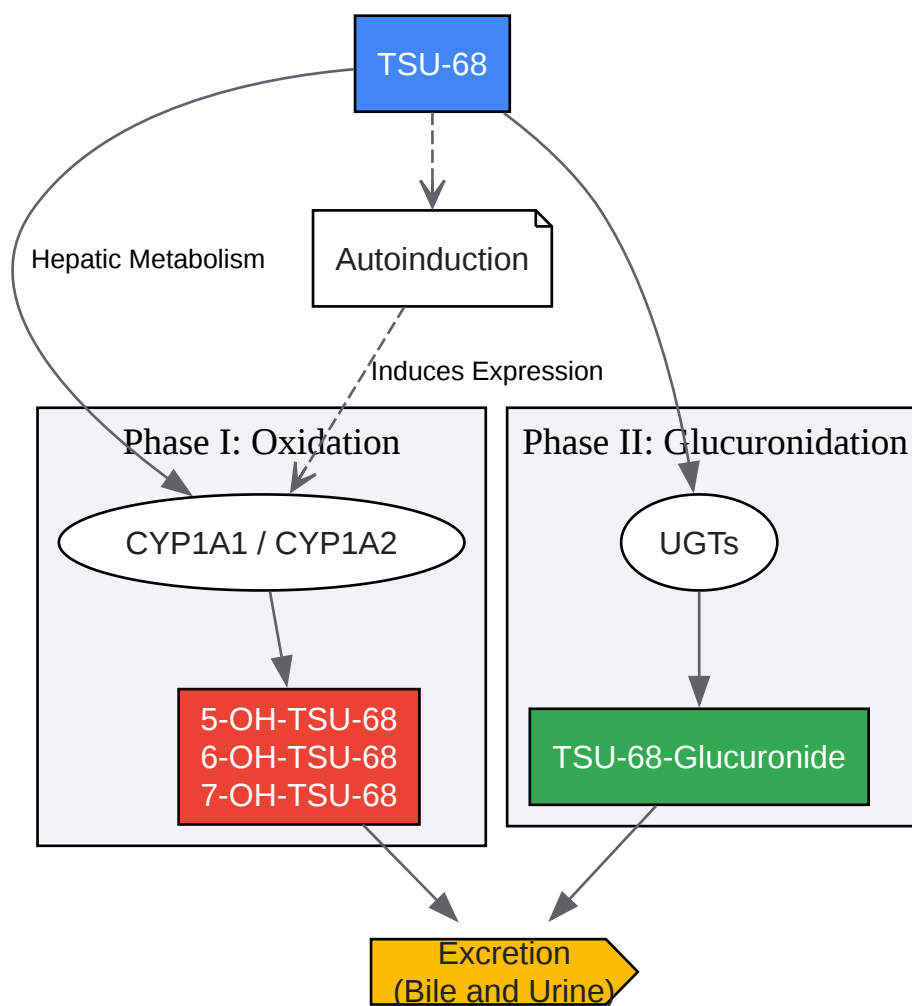 TSU-68
Autoinduction
Hepatic Metabolism
Induces Expression
Phase I: Oxidation
Phase II: Glucuronidation
CYP1A1 / CYP1A2
UGTs
5-OH-TSU-68
6-OH-TSU-68
7-OH-TSU-68
TSU-68-Glucuronide
Excretion
(Bile and Urine)